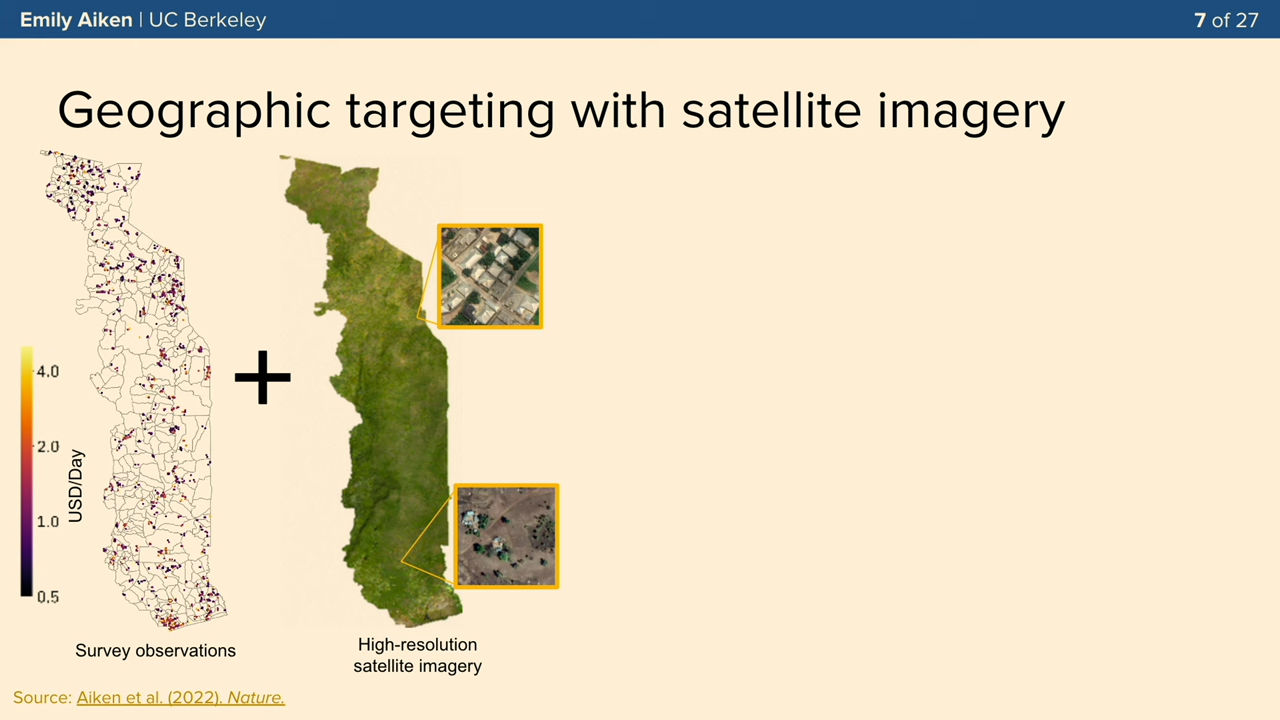 Emily Aiken | UC Berkeley
7 of 27
Geographic targeting with satellite imagery
4.0
2.0
1.0
0.5
USD/Day
Survey observations
High-resolution
satellite imagery
Source: Aiken et al. (2022). Nature.